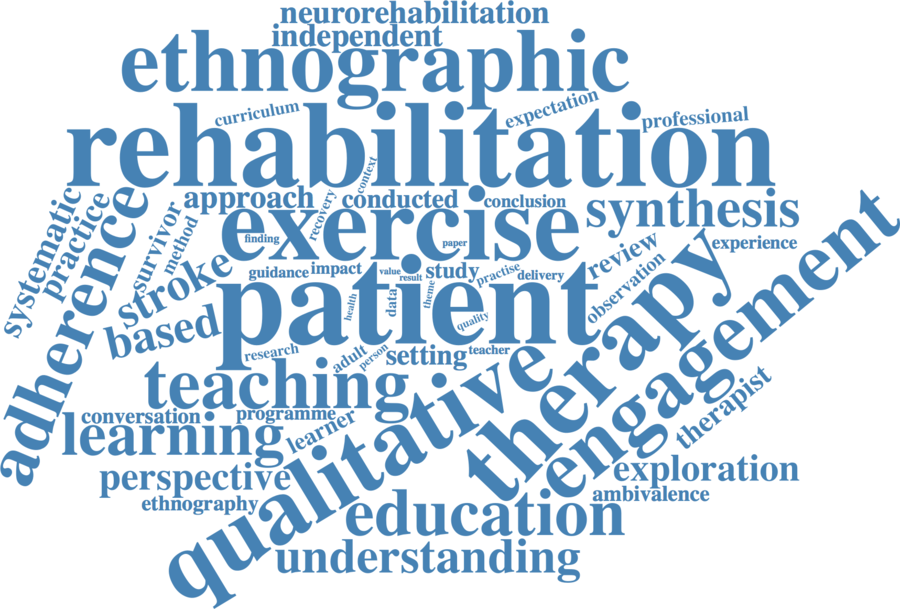 neurorehabilitation
independent
ethnographic
curriculum
expectation
professional
rehabilitation
context
systematic
practice
adherence
survivor
method
approach
recovery
conducted
conclusion
synthesis
exercise
finding
paper
experience
stroke
guidance
impact
value
result
study
practise
delivery
review
observation
based
patient
health
data
theme
quality
therapy
engagement
research
adult
person
setting
teacher
teaching
conversation
programme
learner
learning
qualitative
therapist
perspective
exploration
ethnography
ambivalence
education
understanding